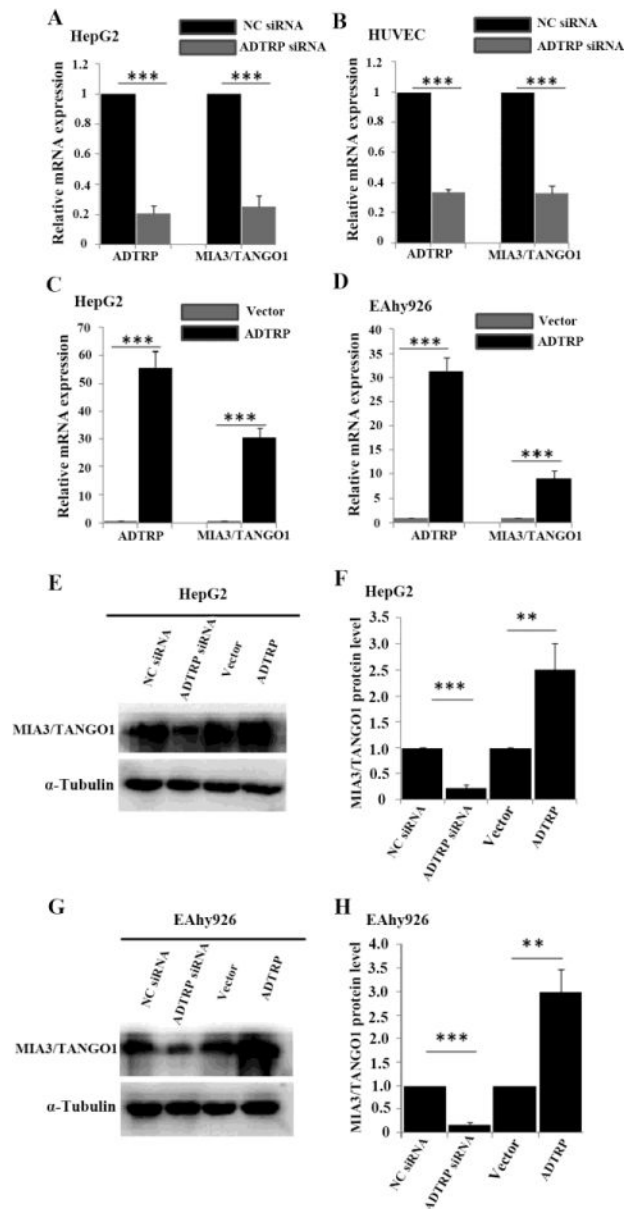 A
HepG2
NC siRNA
ADTRP siRNA
Relative mRNA expression
1.2
1
0.8
0.6
0.4
0.2
0
***
***
ADTRP
MIA3/TANGO1
B
HUVEC
NC siRNA
ADTRP siRNA
Relative mRNA expression
1.2
1
0.8
0.6
0.4
0.2
0
***
***
ADTRP
MIA3/TANGO1
C
HepG2
Vector
ADTRP
Relative mRNA expression
70
60
50
40
30
20
10
0
***
***
ADTRP
MIA3/TANGO1
D
EAhy926
Vector
ADTRP
Relative mRNA expression
40
35
30
25
20
15
10
5
0
***
***
ADTRP
MIA3/TANGO1
E
HepG2
NC siRNA
ADTRP siRNA
Vector
ADTRP
MIA3/TANGO1
α-Tubulin
F
HepG2
MIA3/TANGO1 protein level
3.5
3.0
2.5
2.0
1.5
1.0
0.5
0
***
**
NC siRNA
ADTRP siRNA
Vector
ADTRP
G
EAhy926
NC siRNA
ADTRP siRNA
Vector
ADTRP
MIA3/TANGO1
α-Tubulin
H
EAhy926
MIA3/TANGO1 protein level
4.0
3.5
3.0
2.5
2.0
1.5
1.0
0.5
0
***
**
NC siRNA
ADTRP siRNA
Vector
ADTRP